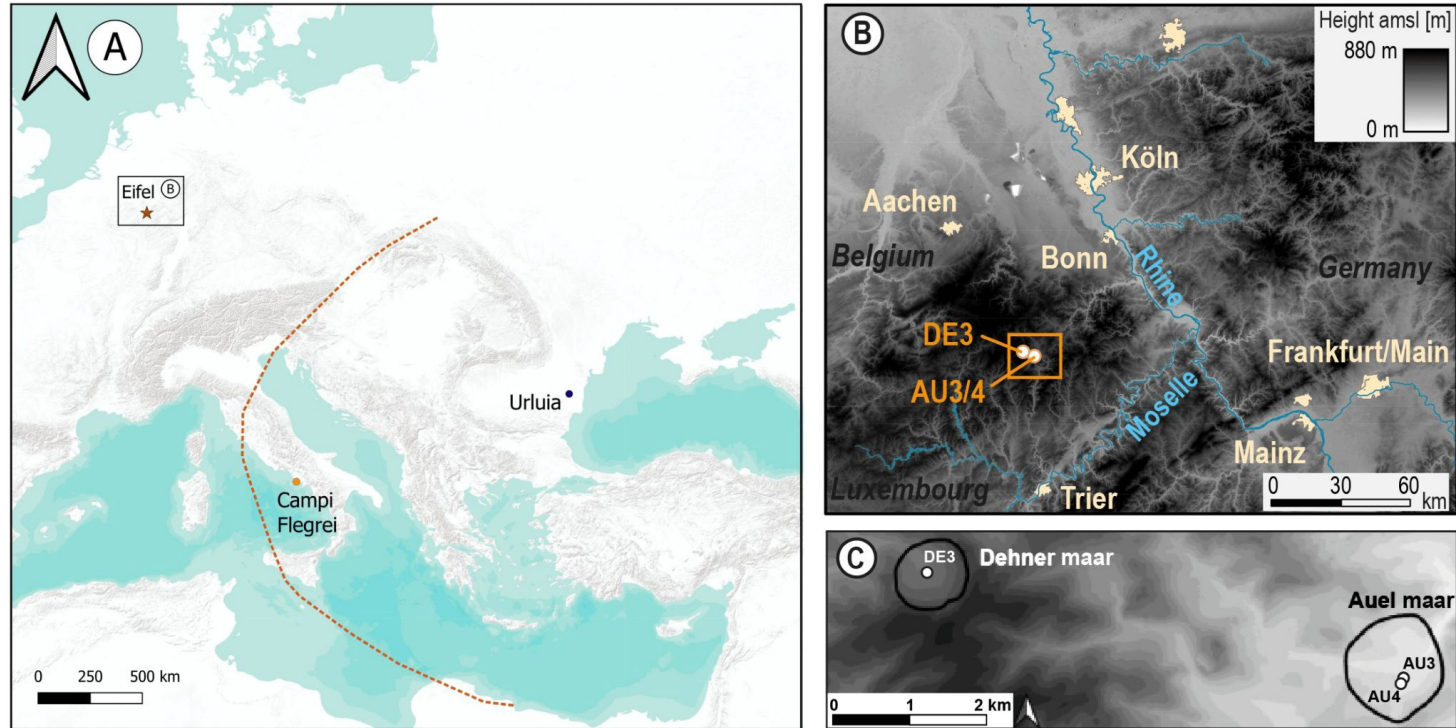 A
Eifel B
Urluia
Campi
Flegrei
0 250 500 km
B
Height amsl [m]
880 m
0 m
Köln
Aachen
Belgium
Bonn
Rhine
Germany
DE3
AU3/4
Frankfurt/Main
Moselle
Mainz
Luxembourg
Trier
0 30 60
km
C
DE3
Dehner maar
Auel maar
AU3
AU4
0 1 2 km